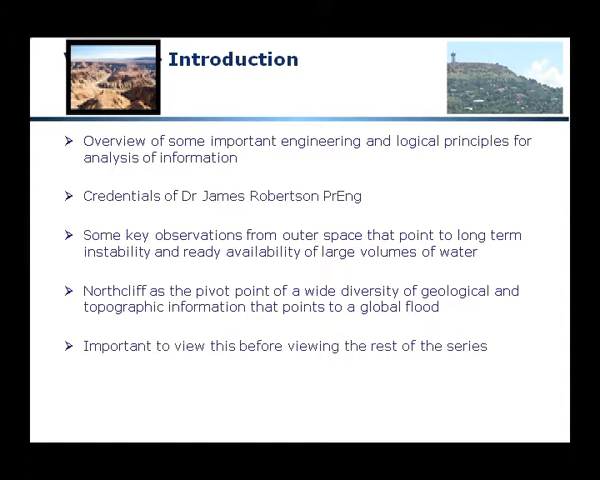 Introduction
Overview of some important engineering and logical principles for
analysis of information
Credentials of Dr James Robertson PrEng
Some key observations from outer space that point to long term
instability and ready availability of large volumes of water
Northcliff as the pivot point of a wide diversity of geological and
topographic information that points to a global flood
Important to view this before viewing the rest of the series